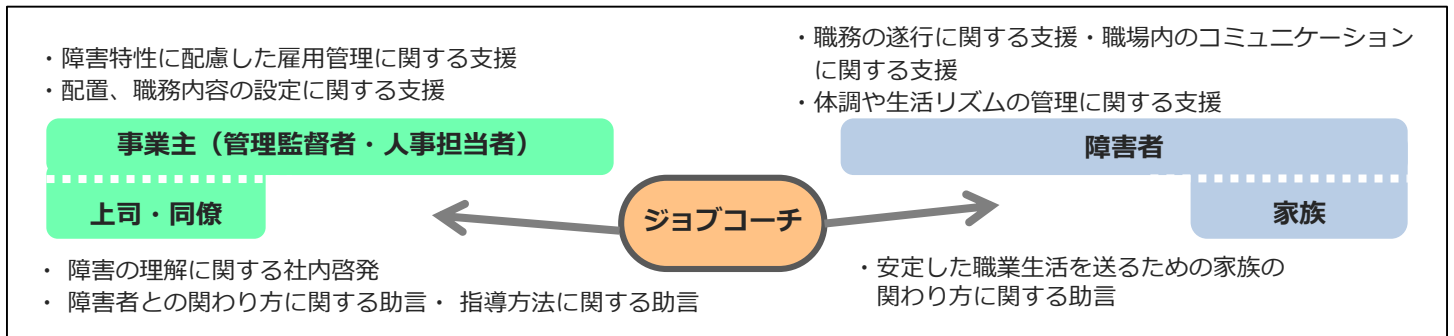 ・障害特性に配慮した雇用管理に関する支援
・配置、職務内容の設定に関する支援
事業主（管理監督者・人事担当者）
上司・同僚
・ 障害の理解に関する社内啓発
・ 障害者との関わり方に関する助言・ 指導方法に関する助言
ジョブコーチ
・職務の遂行に関する支援・職場内のコミュニケーション
に関する支援
・体調や生活リズムの管理に関する支援
障害者
家族
・安定した職業生活を送るための家族の
関わり方に関する助言